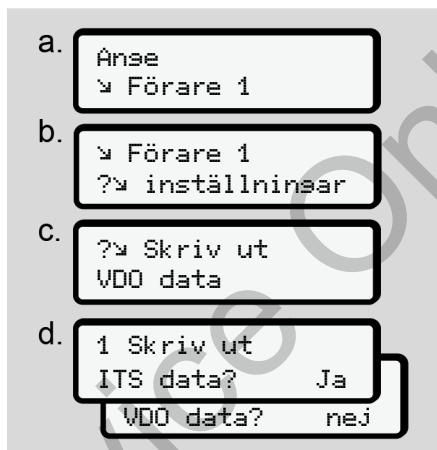 a.
Ange
Förare 1
b.
Förare 1
? inställningar
c.
? Skriv ut
VDO data
d.
1 Skriv ut
ITS data? Ja
VDO data? nej